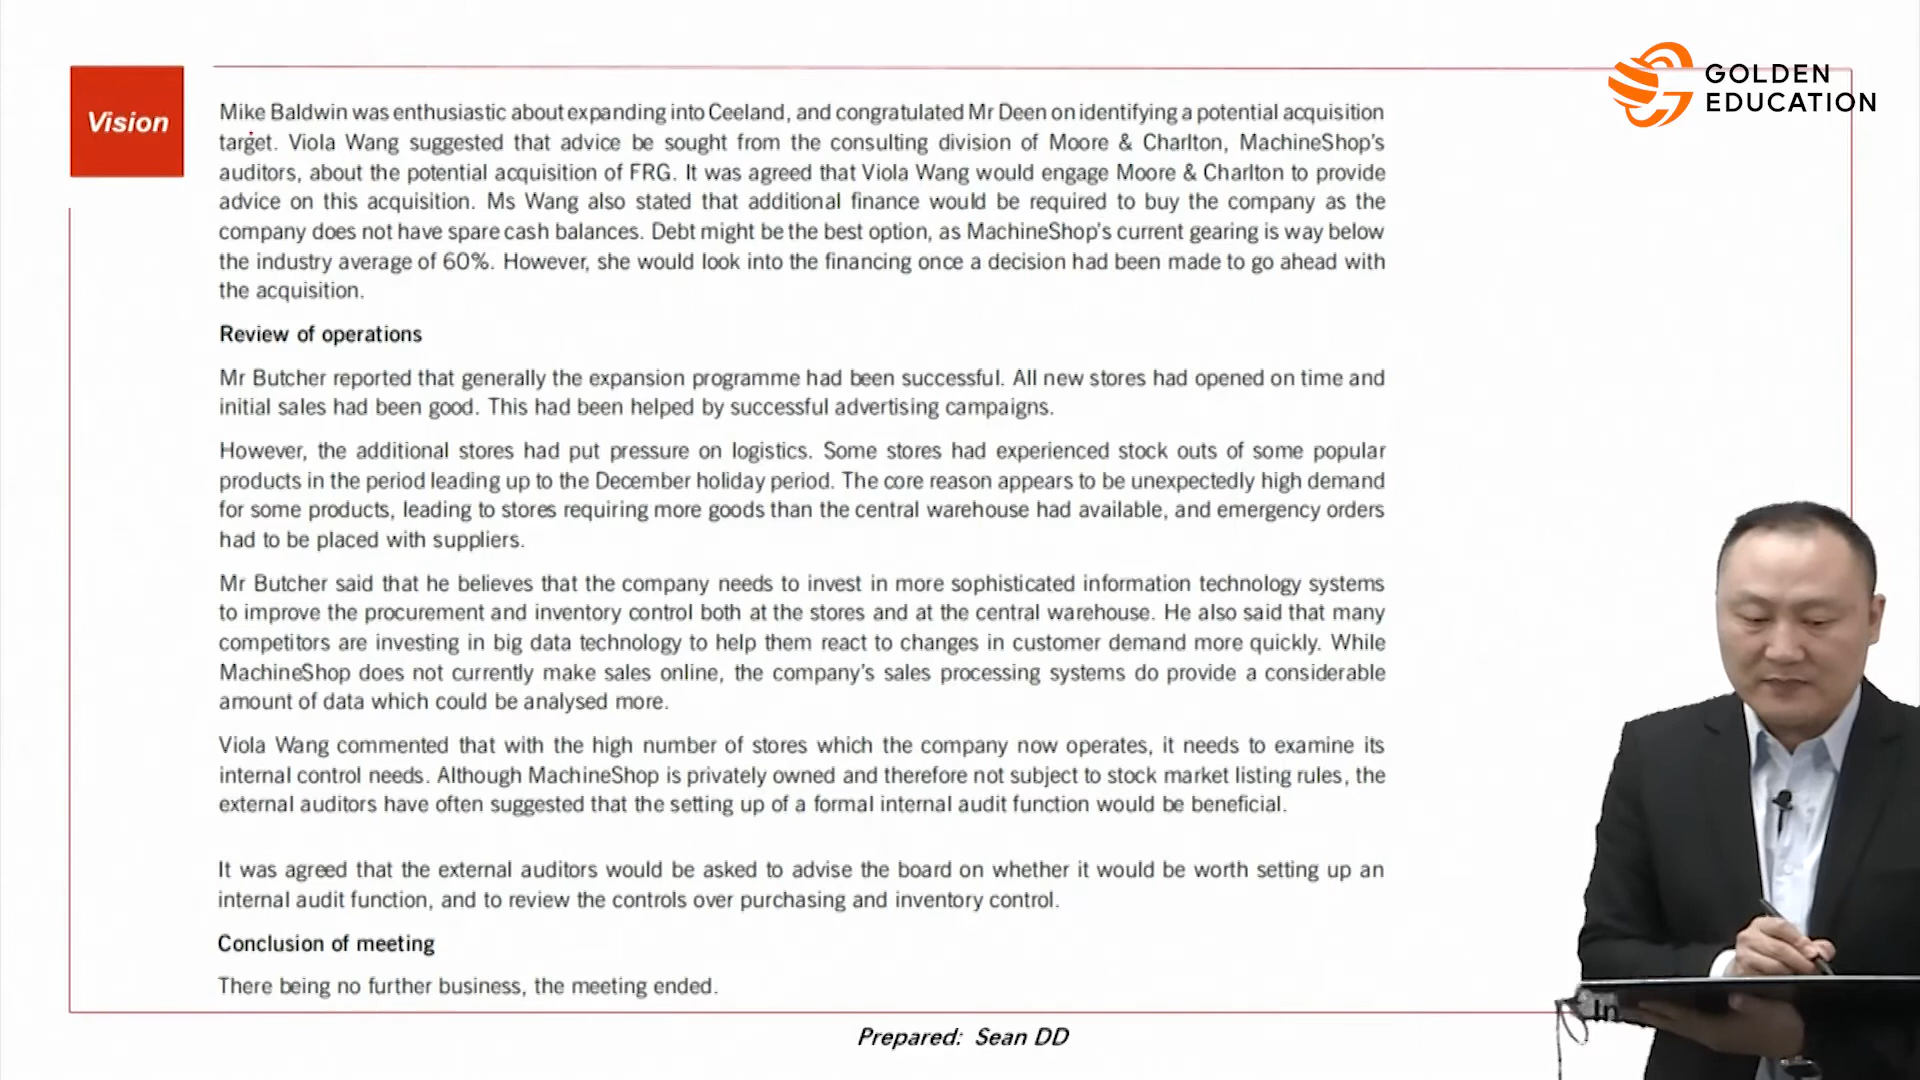 GOLDEN
EDUCATION
Vision
Mike Baldwin was enthusiastic about expanding into Ceeland, and congratulated Mr Deen on identifying a potential acquisition
target. Viola Wang suggested that advice be sought from the consulting division of Moore & Charlton, MachineShop's
auditors, about the potential acquisition of FRG. It was agreed that Viola Wang would engage Moore & Charlton to provide
advice on this acquisition. Ms Wang also stated that additional finance would be required to buy the company as the
company does not have spare cash balances. Debt might be the best option, as MachineShop's current gearing is way below
the industry average of 60%. However, she would look into the financing once a decision had been made to go ahead with
the acquisition.
Review of operations
Mr Butcher reported that generally the expansion programme had been successful. All new stores had opened on time and
initial sales had been good. This had been helped by successful advertising campaigns.
However, the additional stores had put pressure on logistics. Some stores had experienced stock outs of some popular
products in the period leading up to the December holiday period. The core reason appears to be unexpectedly high demand
for some products, leading to stores requiring more goods than the central warehouse had available, and emergency orders
had to be placed with suppliers.
Mr Butcher said that he believes that the company needs to invest in more sophisticated information technology systems
to improve the procurement and inventory control both at the stores and at the central warehouse. He also said that many
competitors are investing in big data technology to help them react to changes in customer demand more quickly. While
MachineShop does not currently make sales online, the company's sales processing systems do provide a considerable
amount of data which could be analysed more.
Viola Wang commented that with the high number of stores which the company now operates, it needs to examine its
internal control needs. Although MachineShop is privately owned and therefore not subject to stock market listing rules, the
external auditors have often suggested that the setting up of a formal internal audit function would be beneficial.
It was agreed that the external auditors would be asked to advise the board on whether it would be worth setting up an
internal audit function, and to review the controls over purchasing and inventory control.
Conclusion of meeting
There being no further business, the meeting ended.
Prepared: Sean DD
In